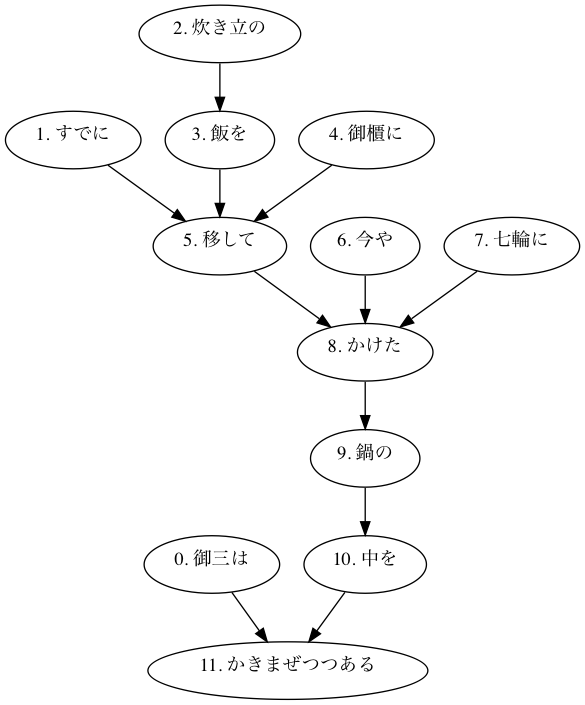 2. 炊き立の
1. すでに
3. 飯を
4. 御櫃に
5. 移して
6. 今や
7. 七輪に
8. かけた
9. 鍋の
0. 御三は
10. 中を
11. かきまぜつつある